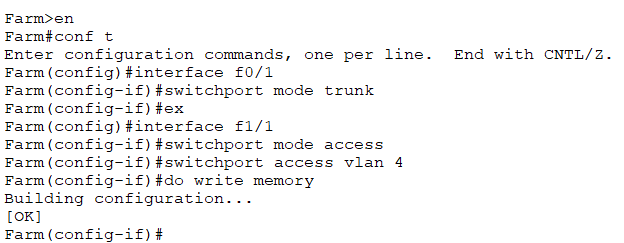 Farm>en
Farm#conf t
Enter configuration commands, one per line.  End with CNTL/Z.
Farm(config)#interface f0/1
Farm(config-if)#switchport mode trunk
Farm(config-if)#ex
Farm(config)#interface f1/1
Farm(config-if)#switchport mode access
Farm(config-if)#switchport access vlan 4
Farm(config-if)#do write memory
Building configuration...
[OK]
Farm(config-if)#